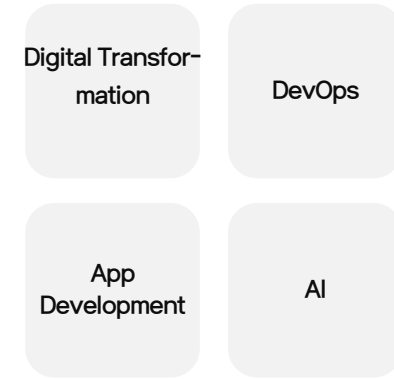 Digital Transfor-
mation
DevOps
App
Development
AI